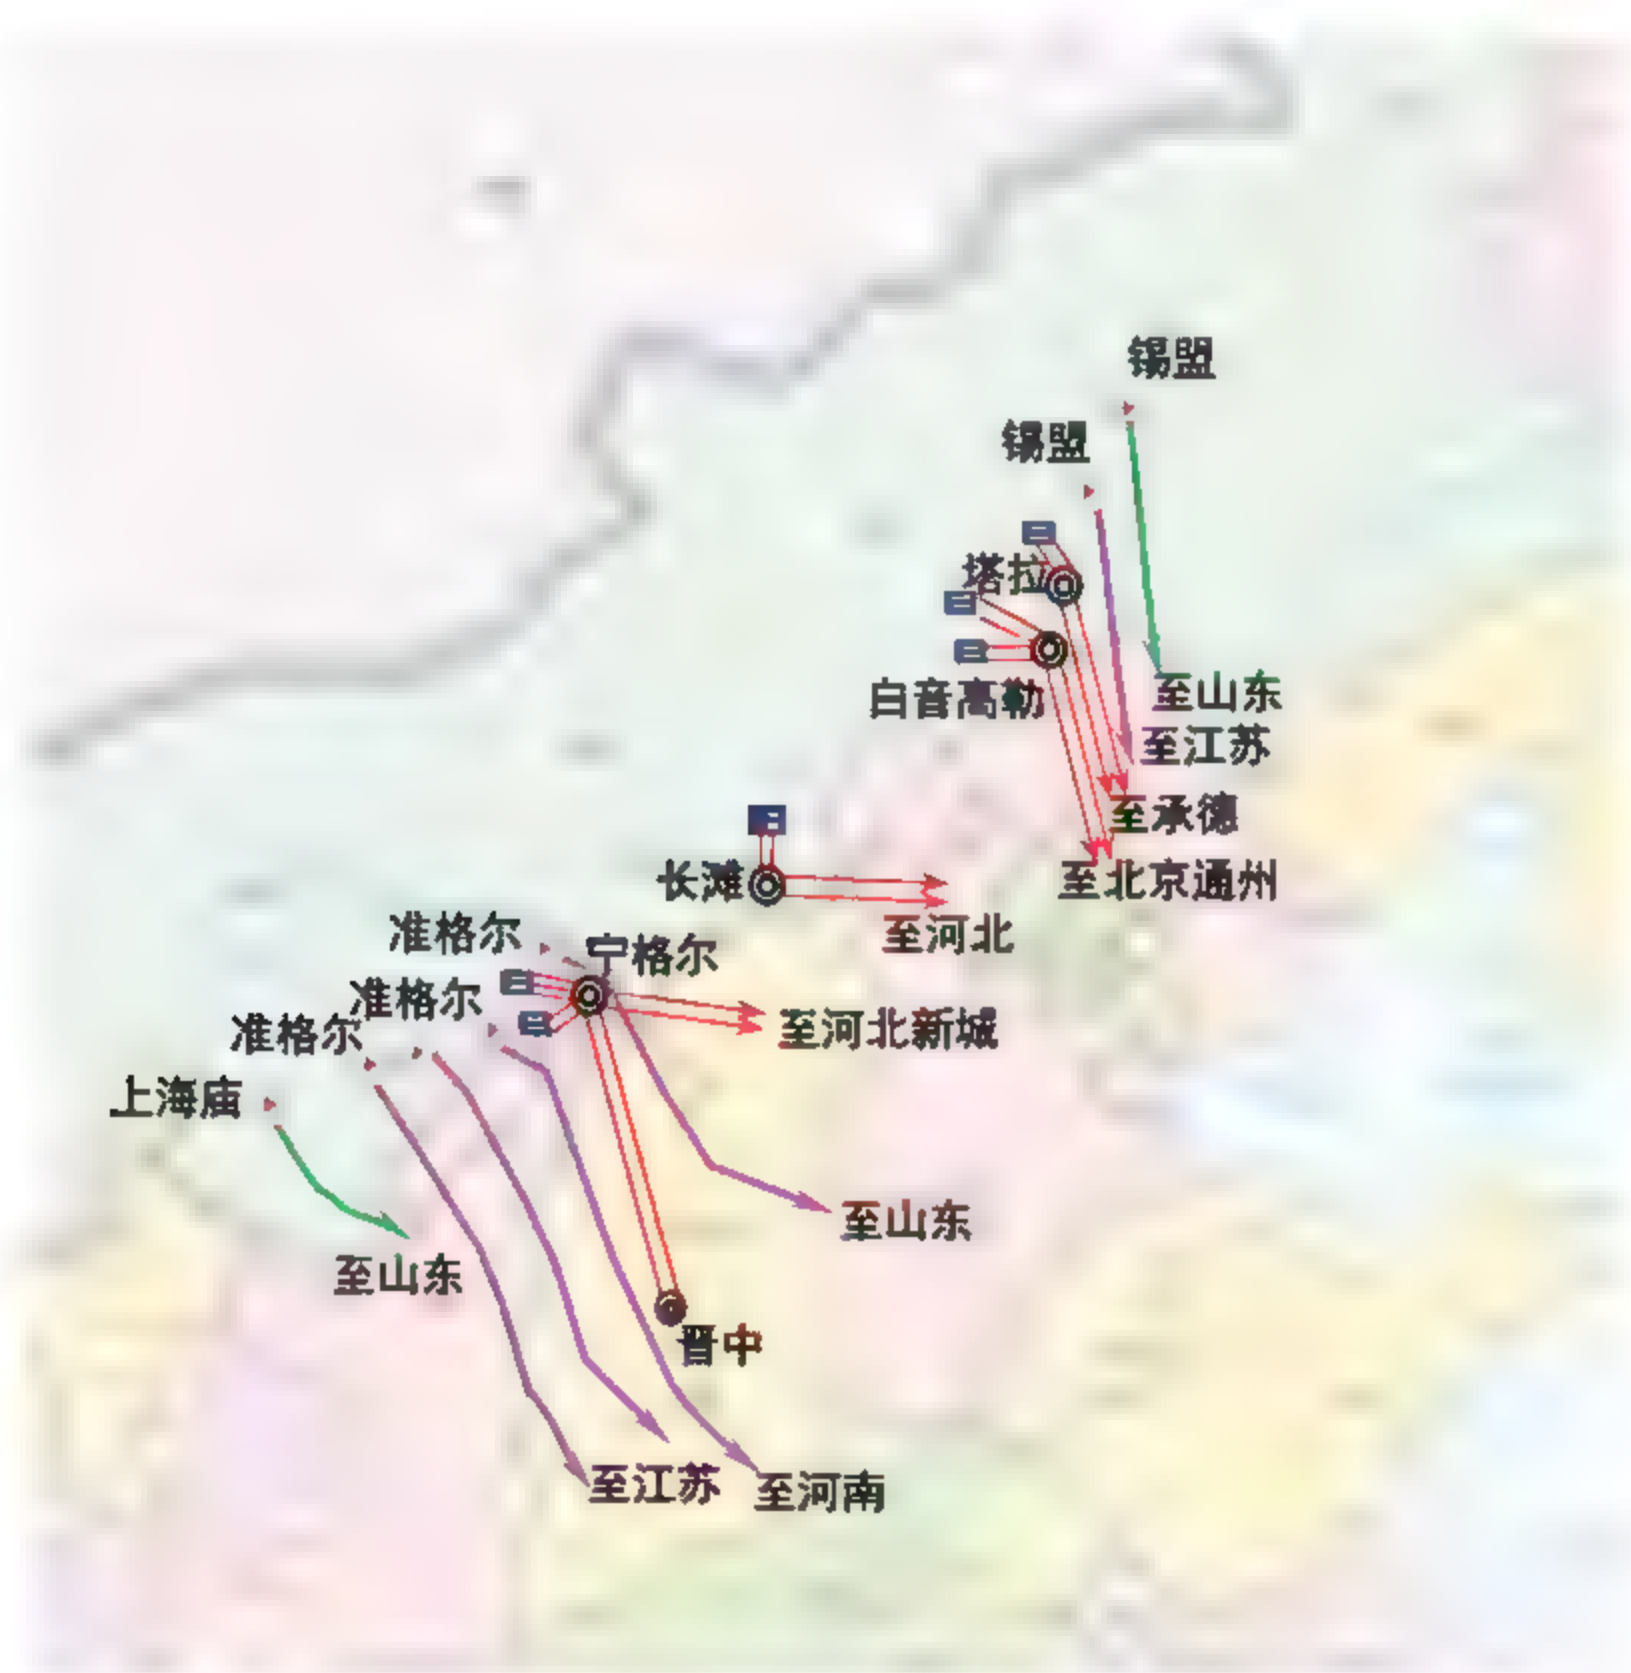 锡盟
锡盟
塔拉
白音高勒
至山东
至江苏
至承德
至北京通州
长滩
至河北
准格尔
宁格尔
准格尔
准格尔
至河北新城
上海庙
至山东
至山东
晋中
至江苏
至河南